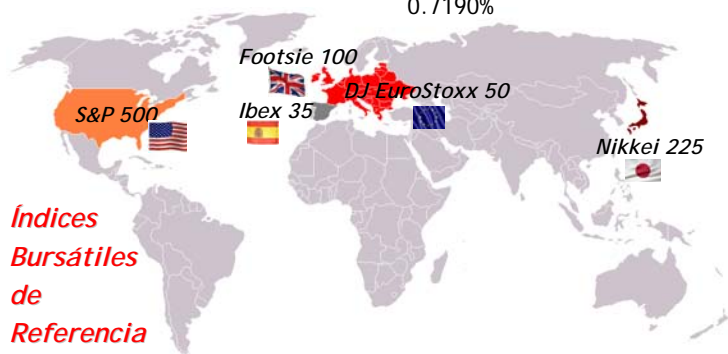 0.7190%
Footsie 100
DJ EuroStoxx 50
S&P 500
Ibex 35
Nikkei 225
Índices
Bursátiles
de
Referencia